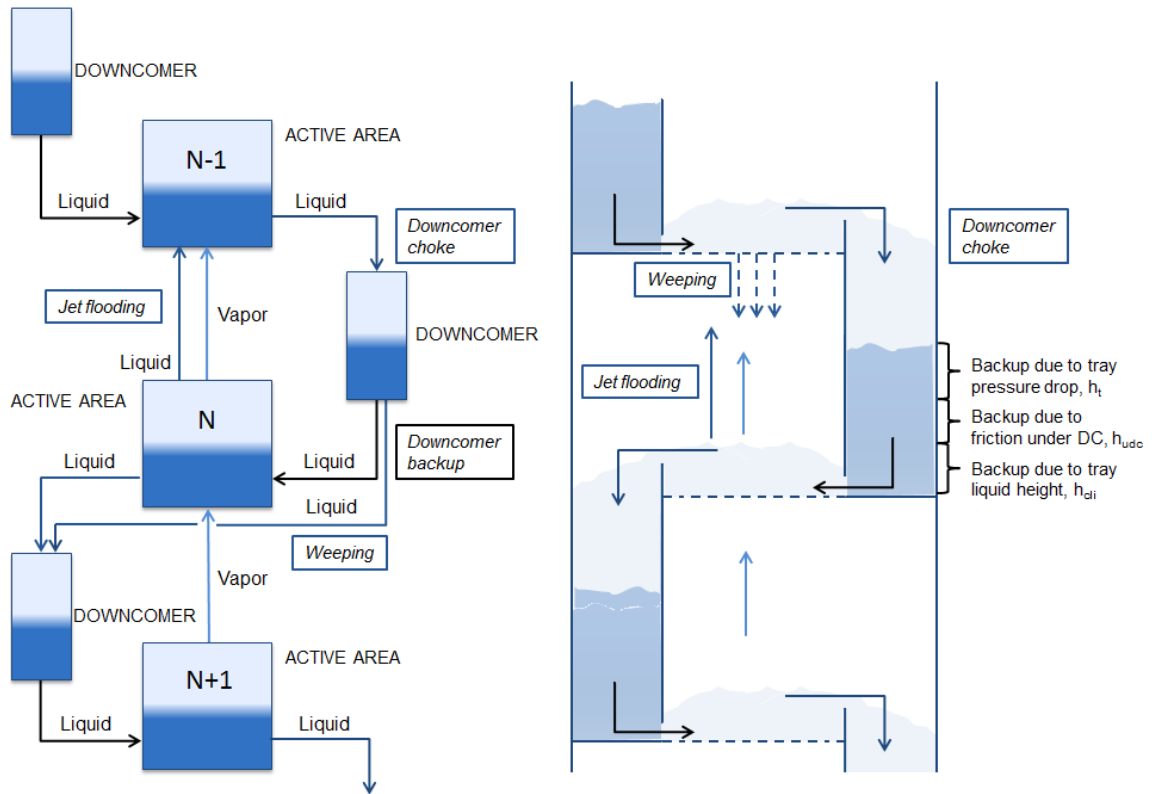 DOWNCOMER
ACTIVE AREA
N-1
Liquid
Liquid
Downcomer
choke
Jet flooding
Vapor
DOWNCOMER
Liquid
ACTIVE AREA
N
Downcomer
backup
Liquid
Liquid
Liquid
Weeping
Vapor
DOWNCOMER
ACTIVE AREA
N+1
Liquid
Liquid
Downcomer
choke
Weeping
Jet flooding
Backup due to tray
pressure drop, ht
Backup due to
friction under DC, hudc
Backup due to tray
liquid height, hcli